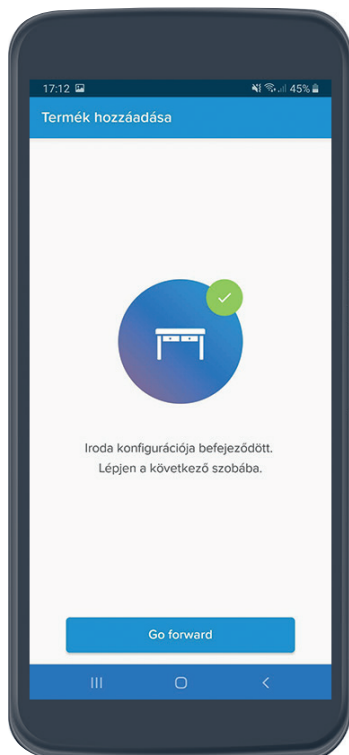 17:12 45%
Termék hozzáadása
Iroda konfigurációja befejeződött.
Lépjen a következő szobába.
Go forward